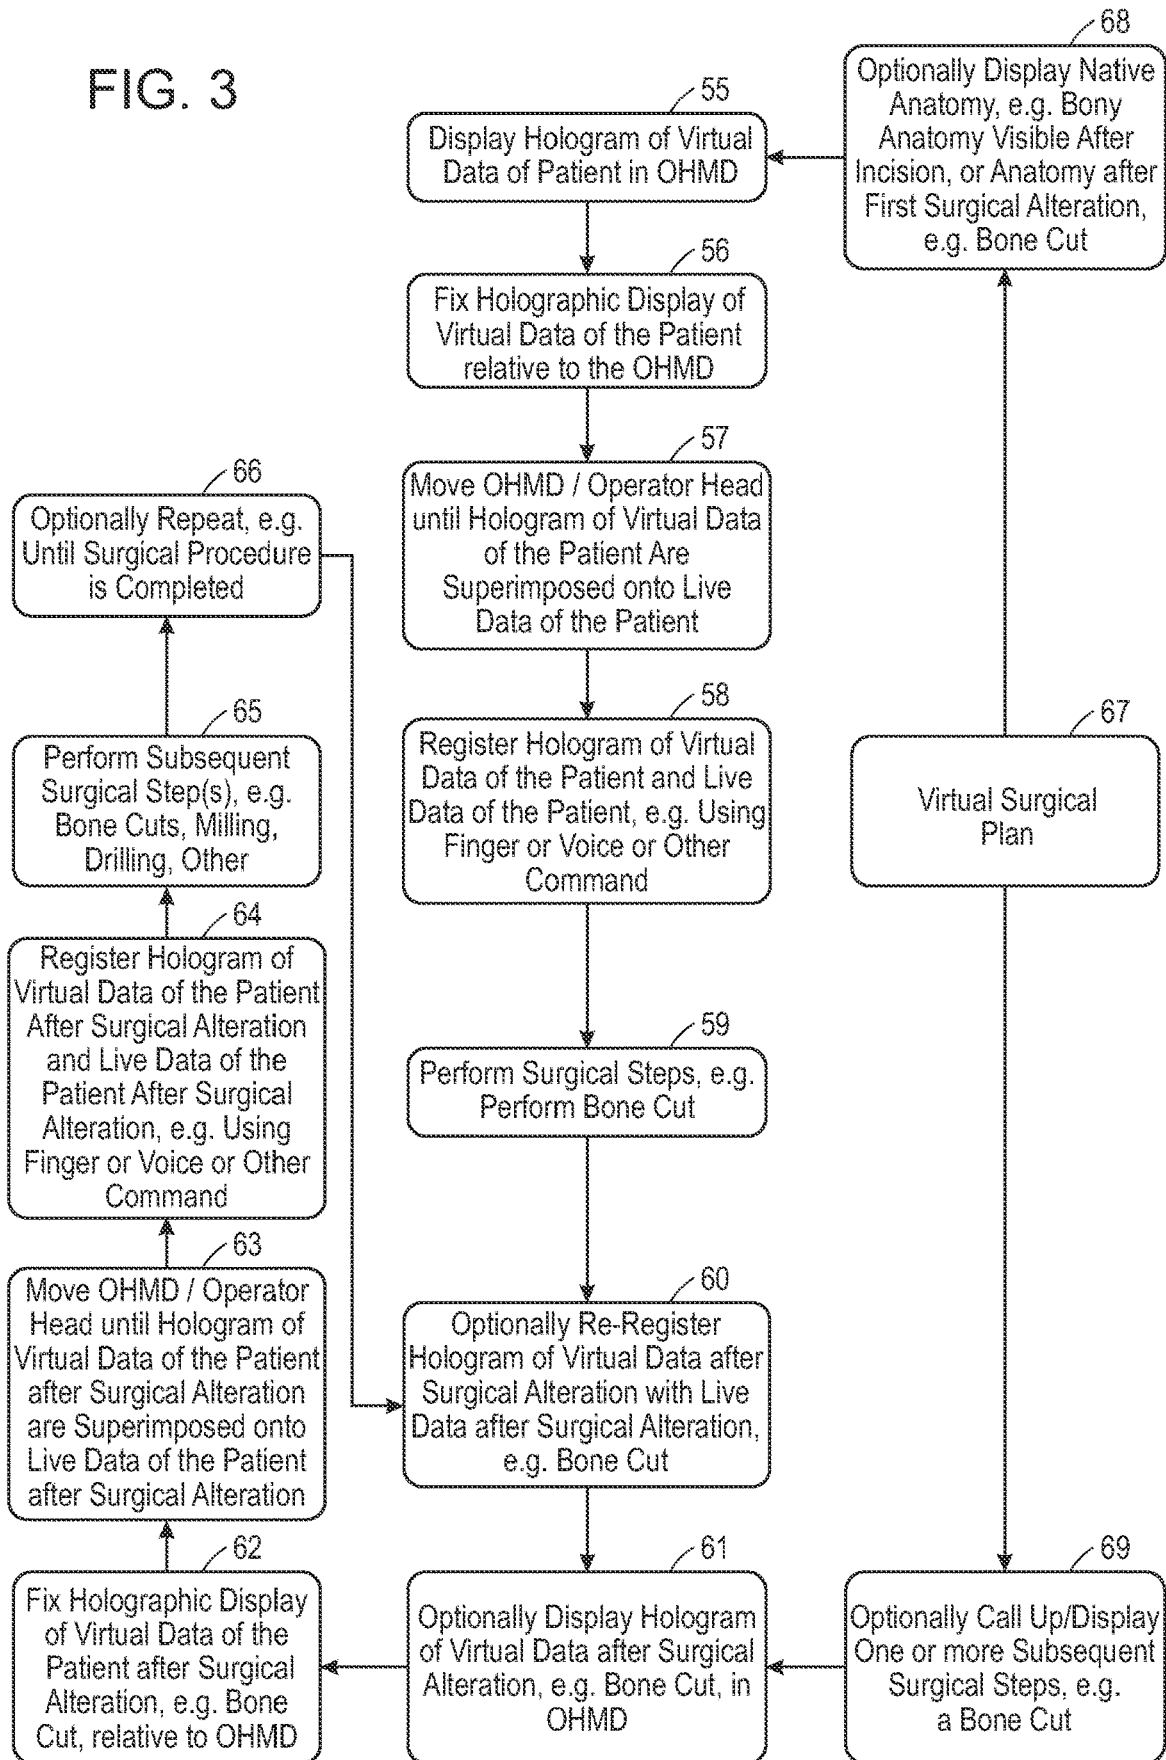 FIG. 3
55
Display Hologram of Virtual
Data of Patient in OHMD
56
Fix Holographic Display of
Virtual Data of the Patient
relative to the OHMD
57
Move OHMD / Operator Head
until Hologram of Virtual Data
of the Patient Are
Superimposed onto Live
Data of the Patient
58
Register Hologram of Virtual
Data of the Patient and Live
Data of the Patient, e.g. Using
Finger or Voice or Other
Command
59
Perform Surgical Steps, e.g.
Perform Bone Cut
60
Optionally Re-Register
Hologram of Virtual Data after
Surgical Alteration with Live
Data after Surgical Alteration,
e.g. Bone Cut
61
Optionally Display Hologram
of Virtual Data after Surgical
Alteration, e.g. Bone Cut, in
OHMD
62
Fix Holographic Display
of Virtual Data of the
Patient after Surgical
Alteration, e.g. Bone
Cut, relative to OHMD
63
Move OHMD / Operator
Head until Hologram of
Virtual Data of the Patient
after Surgical Alteration
are Superimposed onto
Live Data of the Patient
after Surgical Alteration
64
Register Hologram of
Virtual Data of the Patient
After Surgical Alteration
and Live Data of the
Patient After Surgical
Alteration, e.g. Using
Finger or Voice or Other
Command
65
Perform Subsequent
Surgical Step(s), e.g.
Bone Cuts, Milling,
Drilling, Other
66
Optionally Repeat, e.g.
Until Surgical Procedure
is Completed
67
Virtual Surgical
Plan
68
Optionally Display Native
Anatomy, e.g. Bony
Anatomy Visible After
Incision, or Anatomy after
First Surgical Alteration,
e.g. Bone Cut
69
Optionally Call Up/Display
One or more Subsequent
Surgical Steps, e.g.
a Bone Cut